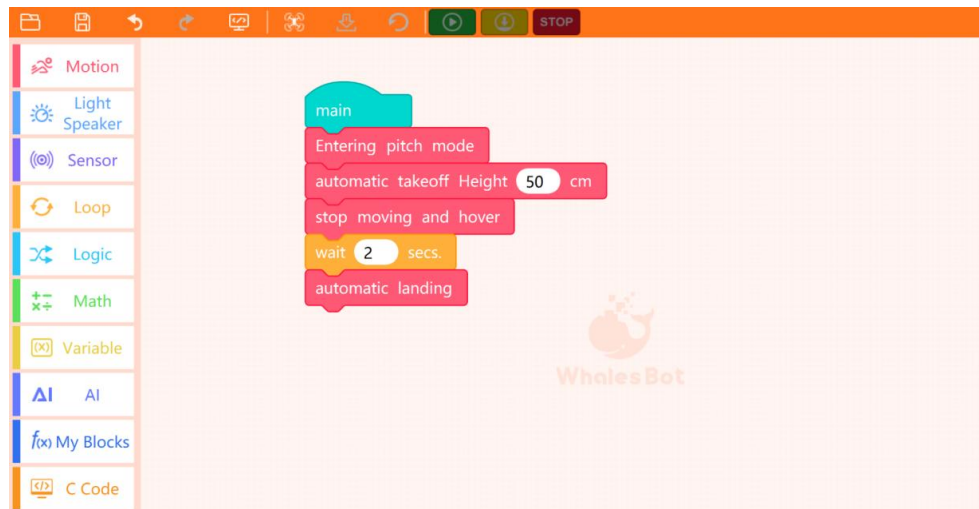 STOP
Motion
Light
Speaker
Sensor
Loop
Logic
Math
Variable
AI AI
f(x) My Blocks
C Code
main
Entering pitch mode
automatic takeoff Height 50 cm
stop moving and hover
wait 2 secs.
automatic landing
WhalesBot